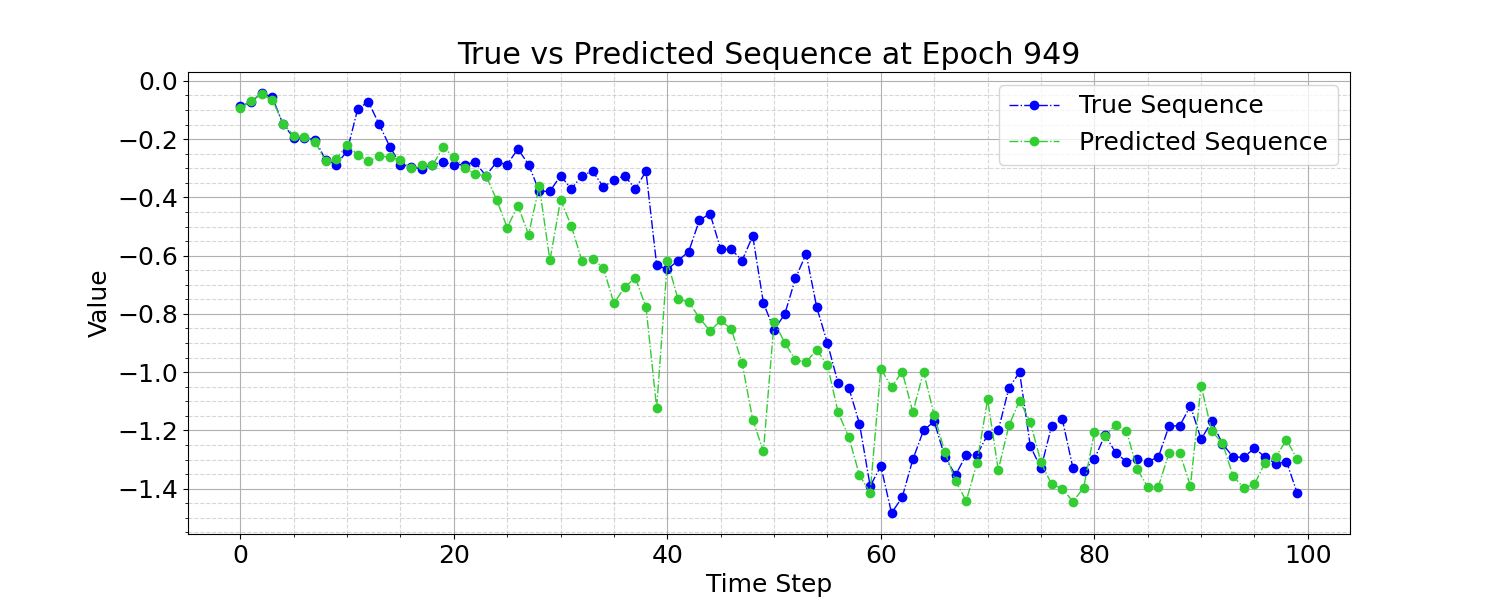 True vs Predicted Sequence at Epoch 949
True Sequence
Predicted Sequence
Value
0.0
−0.2
−0.4
−0.6
−0.8
−1.0
−1.2
−1.4
0 20 40 60 80 100
Time Step